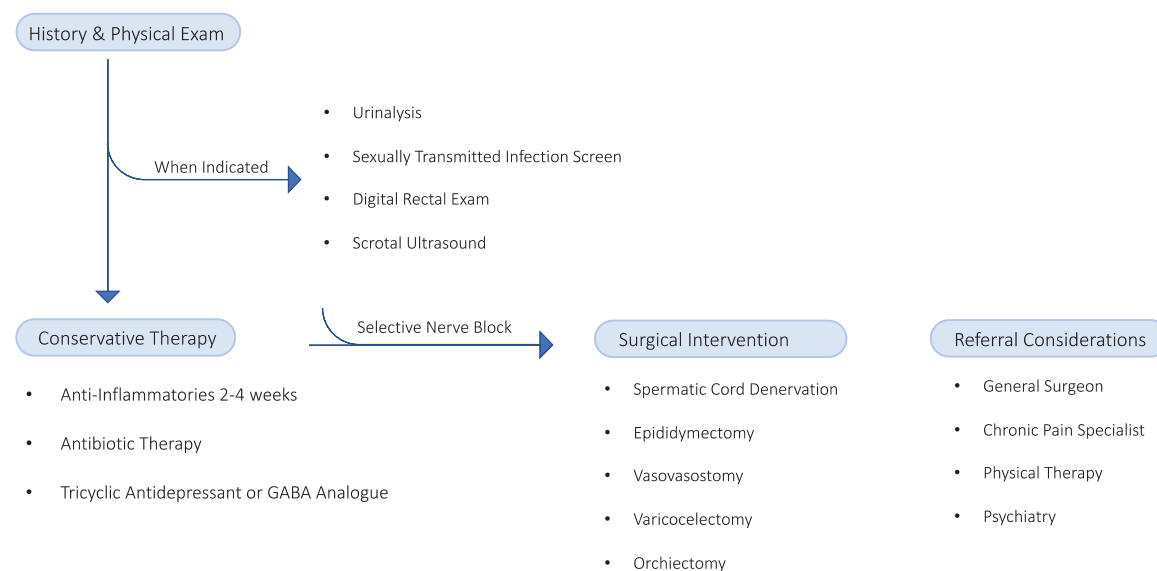 History & Physical Exam
When Indicated
• Urinalysis
• Sexually Transmitted Infection Screen
• Digital Rectal Exam
• Scrotal Ultrasound
Conservative Therapy
• Anti-Inflammatories 2-4 weeks
• Antibiotic Therapy
• Tricyclic Antidepressant or GABA Analogue
Selective Nerve Block
Surgical Intervention
• Spermatic Cord Denervation
• Epididymectomy
• Vasovasostomy
• Varicocelectomy
• Orchiectomy
Referral Considerations
• General Surgeon
• Chronic Pain Specialist
• Physical Therapy
• Psychiatry